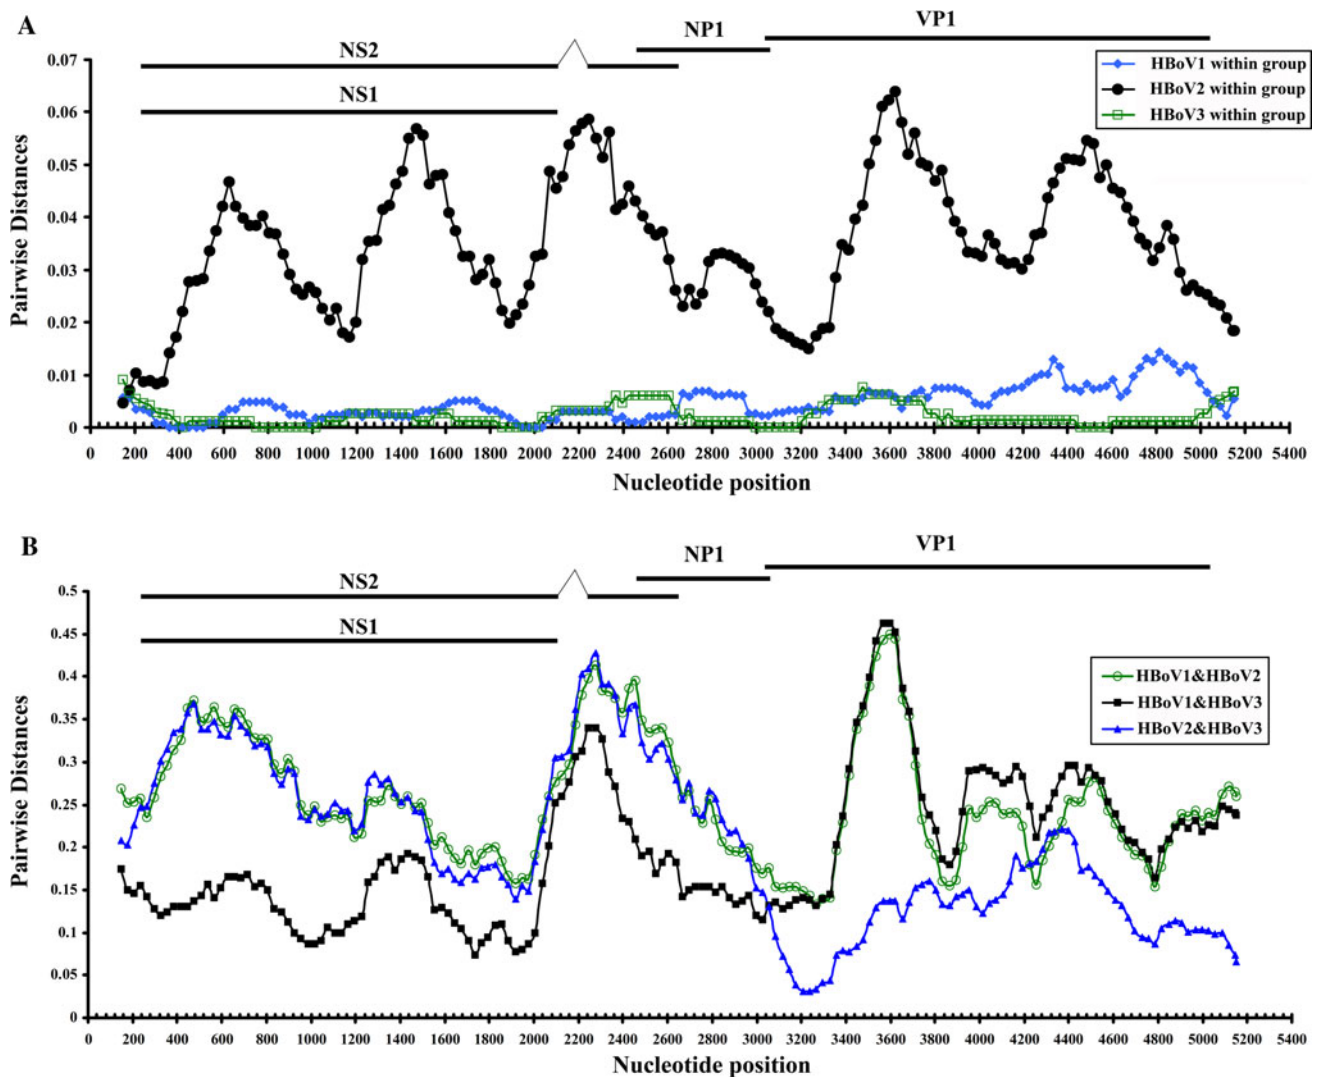 A
VP1
NP1
NS2
NS1
HBoV1 within group
HBoV2 within group
HBoV3 within group
Pairwise Distances
0.07
0.06
0.05
0.04
0.03
0.02
0.01
0
0 200 400 600 800 1000 1200 1400 1600 1800 2000 2200 2400 2600 2800 3000 3200 3400 3600 3800 4000 4200 4400 4600 4800 5000 5200 5400
Nucleotide position
B
VP1
NP1
NS2
NS1
HBoV1&HBoV2
HBoV1&HBoV3
HBoV2&HBoV3
Pairwise Distances
0.5
0.45
0.4
0.35
0.3
0.25
0.2
0.15
0.1
0.05
0
0 200 400 600 800 1000 1200 1400 1600 1800 2000 2200 2400 2600 2800 3000 3200 3400 3600 3800 4000 4200 4400 4600 4800 5000 5200 5400
Nucleotide position